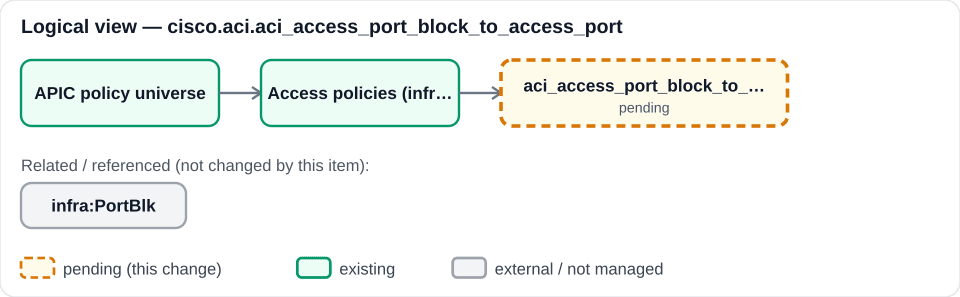 Logical view — cisco.aci.aci_access_port_block_to_access_port
APIC policy universe
Access policies (infr…
aci_access_port_block_to_…
pending
Related / referenced (not changed by this item):
infra:PortBlk
pending (this change)
existing
external / not managed